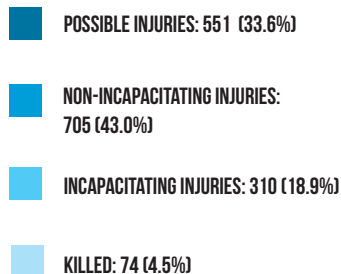 POSSIBLE INJURIES: 551 (33.6%)
NON-INCAPACITATING INJURIES:
705 (43.0%)
INCAPACITATING INJURIES: 310 (18.9%)
KILLED: 74 (4.5%)